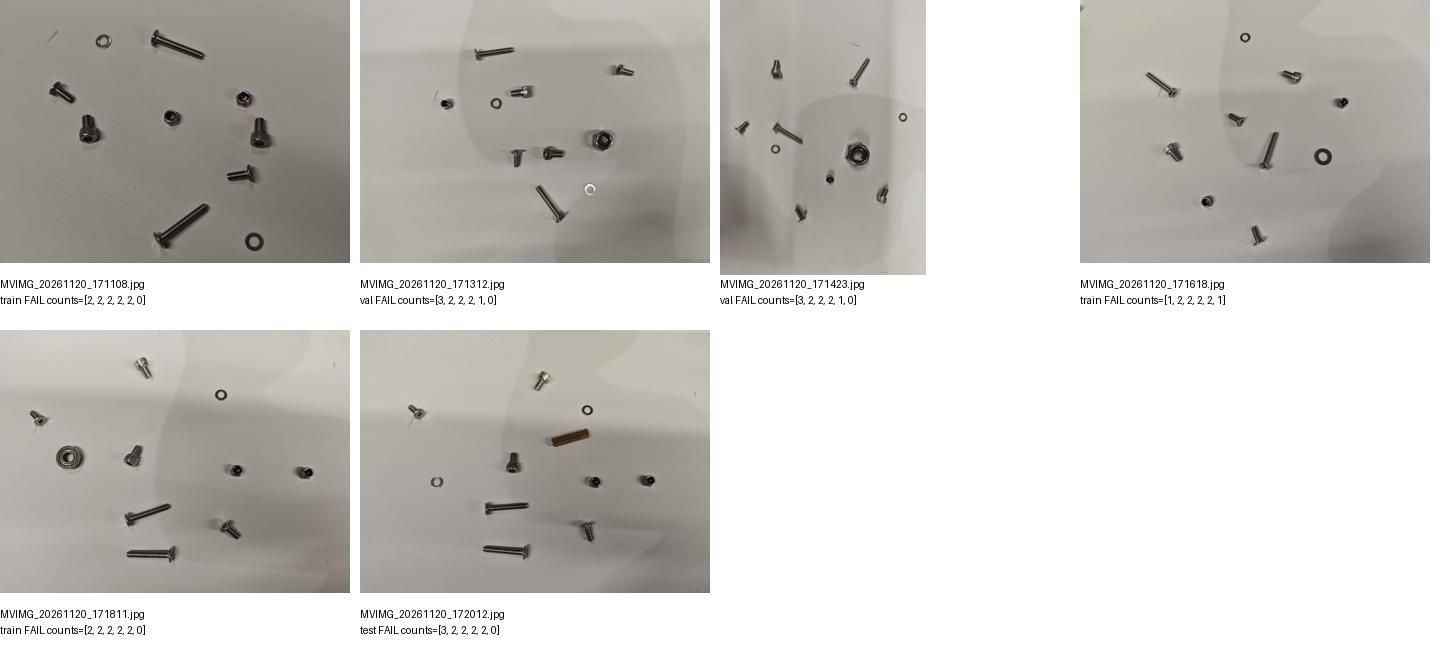 MVIMG_20261120_171108.jpg
train FAIL counts=[2, 2, 2, 2, 2, 0]
MVIMG_20261120_171312.jpg
val FAIL counts=[3, 2, 2, 2, 1, 0]
MVIMG_20261120_171423.jpg
val FAIL counts=[3, 2, 2, 2, 1, 0]
MVIMG_20261120_171618.jpg
train FAIL counts=[1, 2, 2, 2, 2, 1]
MVIMG_20261120_171811.jpg
train FAIL counts=[2, 2, 2, 2, 2, 0]
MVIMG_20261120_172012.jpg
test FAIL counts=[3, 2, 2, 2, 2, 0]